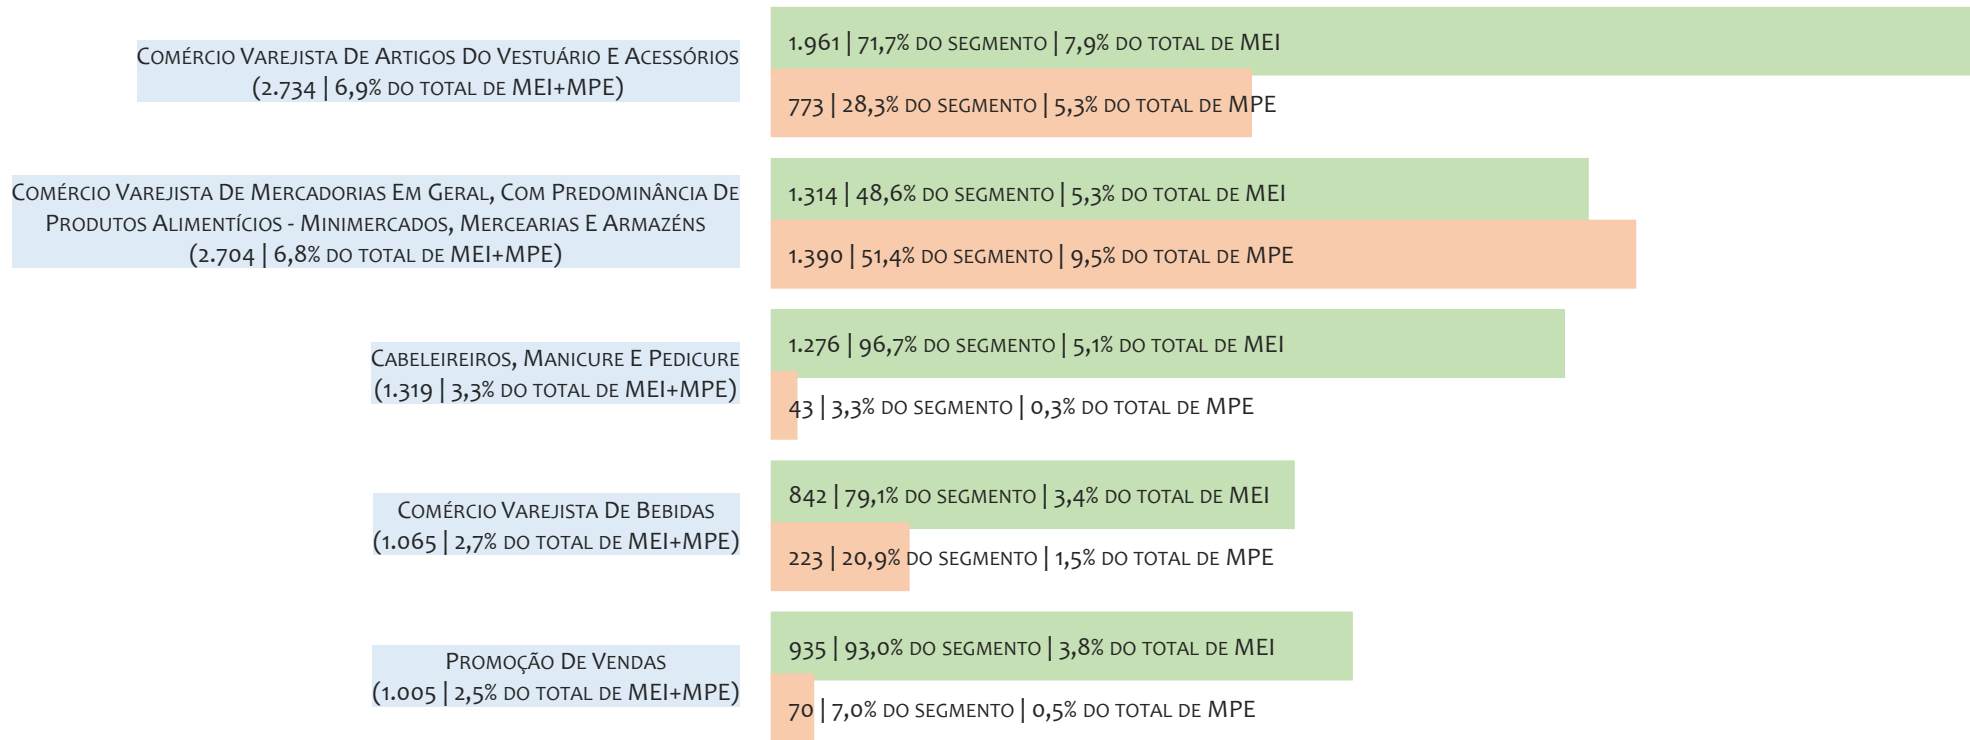 Comércio Varejista De Artigos Do Vestuário E Acessórios
(2.734 | 6,9% do total de MEI+MPE)
1.961 | 71,7% do segmento | 7,9% do total de MEI
773 | 28,3% do segmento | 5,3% do total de MPE
Comércio Varejista De Mercadorias Em Geral, Com Predominância De
Produtos Alimentícios - Minimercados, Mercearias E Armazéns
(2.704 | 6,8% do total de MEI+MPE)
1.314 | 48,6% do segmento | 5,3% do total de MEI
1.390 | 51,4% do segmento | 9,5% do total de MPE
Cabeleireiros, Manicure E Pedicure
(1.319 | 3,3% do total de MEI+MPE)
1.276 | 96,7% do segmento | 5,1% do total de MEI
43 | 3,3% do segmento | 0,3% do total de MPE
Comércio Varejista De Bebidas
(1.065 | 2,7% do total de MEI+MPE)
842 | 79,1% do segmento | 3,4% do total de MEI
223 | 20,9% do segmento | 1,5% do total de MPE
Promoção De Vendas
(1.005 | 2,5% do total de MEI+MPE)
935 | 93,0% do segmento | 3,8% do total de MEI
70 | 7,0% do segmento | 0,5% do total de MPE